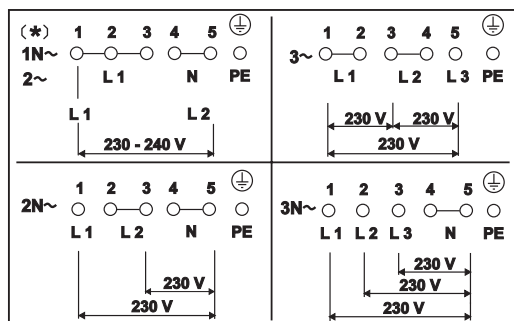 (*) 1 2 3 4 5
1N~
2~ L 1 N PE
L 1 L 2
230 - 240 V
1 2 3 4 5
3~
L 1 L 2 L 3 PE
230 V 230 V
230 V
1 2 3 4 5
2N~
L 1 L 2 N PE
230 V
230 V
1 2 3 4 5
3N~
L 1 L 2 L 3 N PE
230 V
230 V
230 V